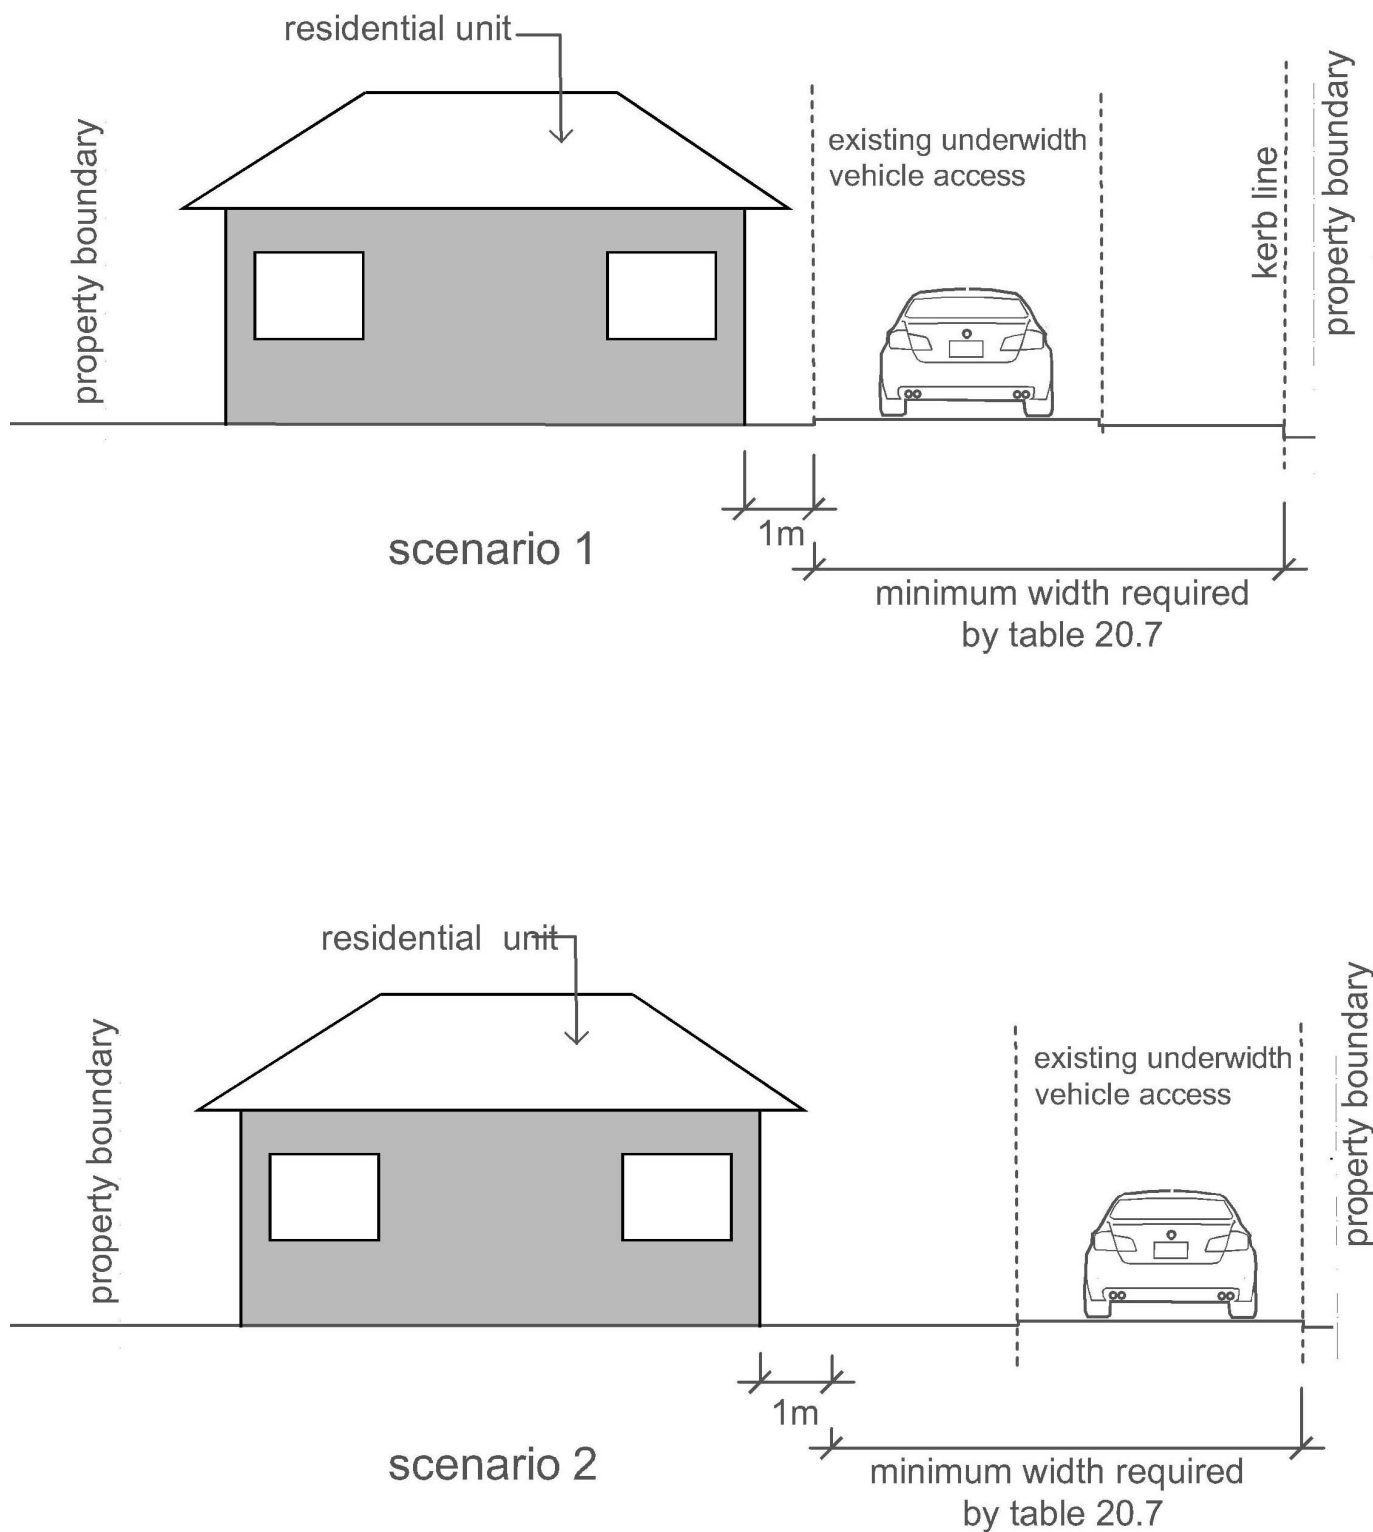 residential unit
property boundary
existing underwidth
vehicle access
kerb line
property boundary
1m
scenario 1
minimum width required
by table 20.7
residential unit
property boundary
existing underwidth
vehicle access
property boundary
1m
scenario 2
minimum width required
by table 20.7